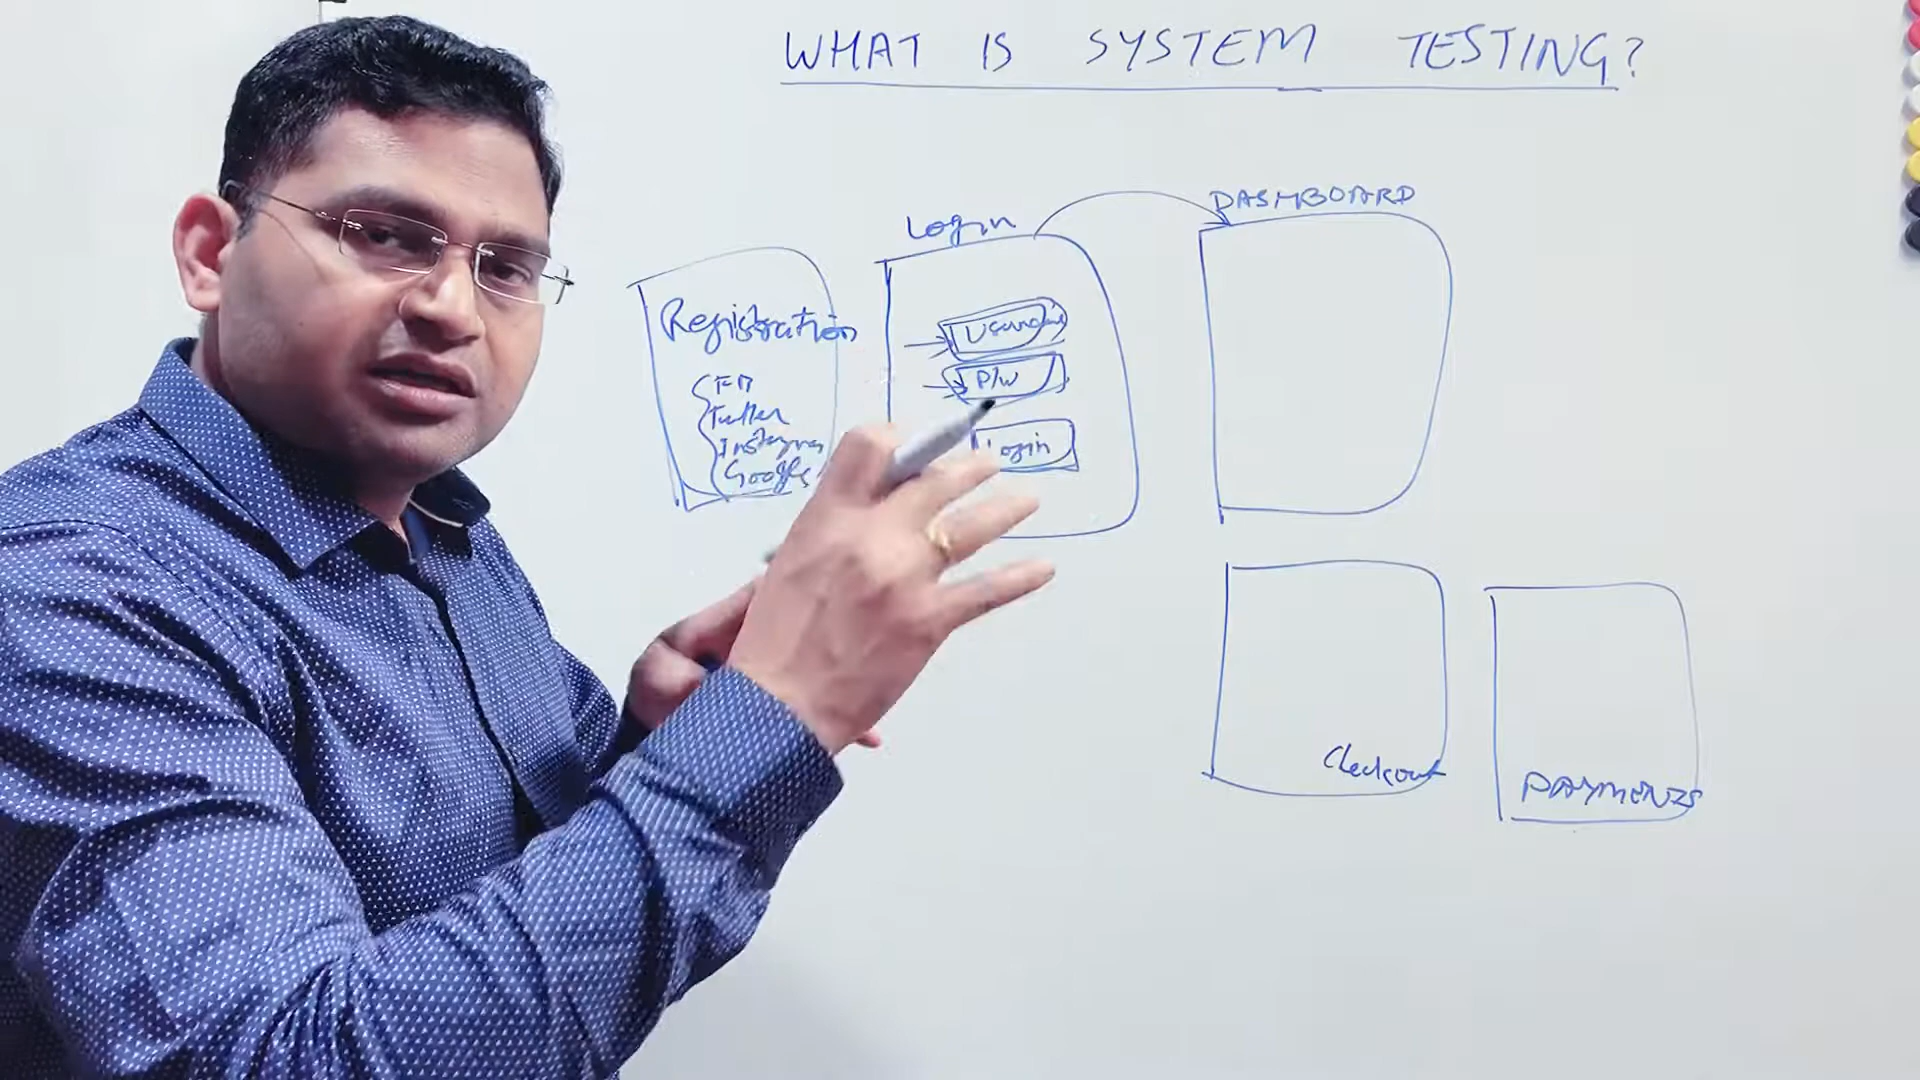 WHAT IS SYSTEM TESTING?
DASHBOARD
Login
Registration
Username
FB
P/W
Twitter
Instagram
Login
Google
Checkout
PAYMENTS